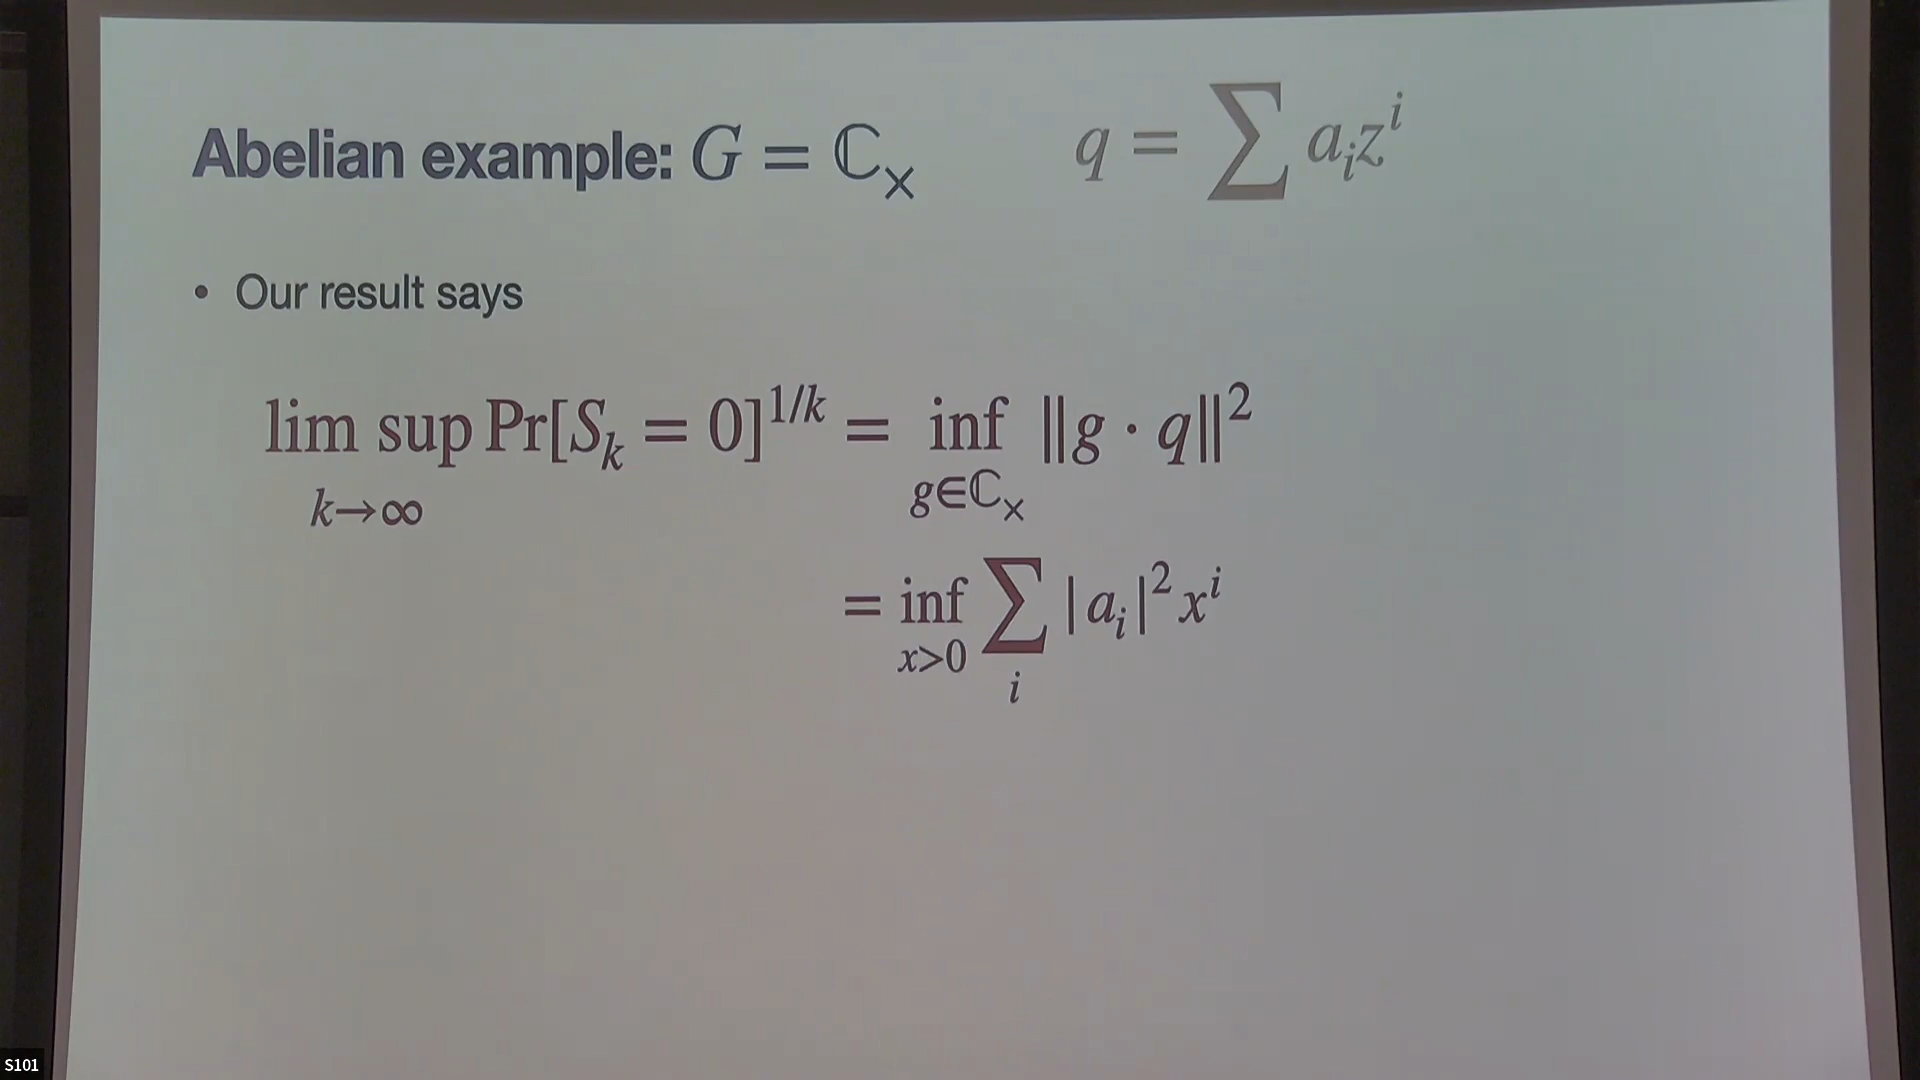 Abelian example: G = ℂ×
q = ∑ aᵢzⁱ
• Our result says
lim sup Pr[Sₖ = 0]^{1/k} = inf ‖g · q‖²
k→∞ g∈ℂ×
= inf ∑ |aᵢ|² xⁱ
x>0 i
S101